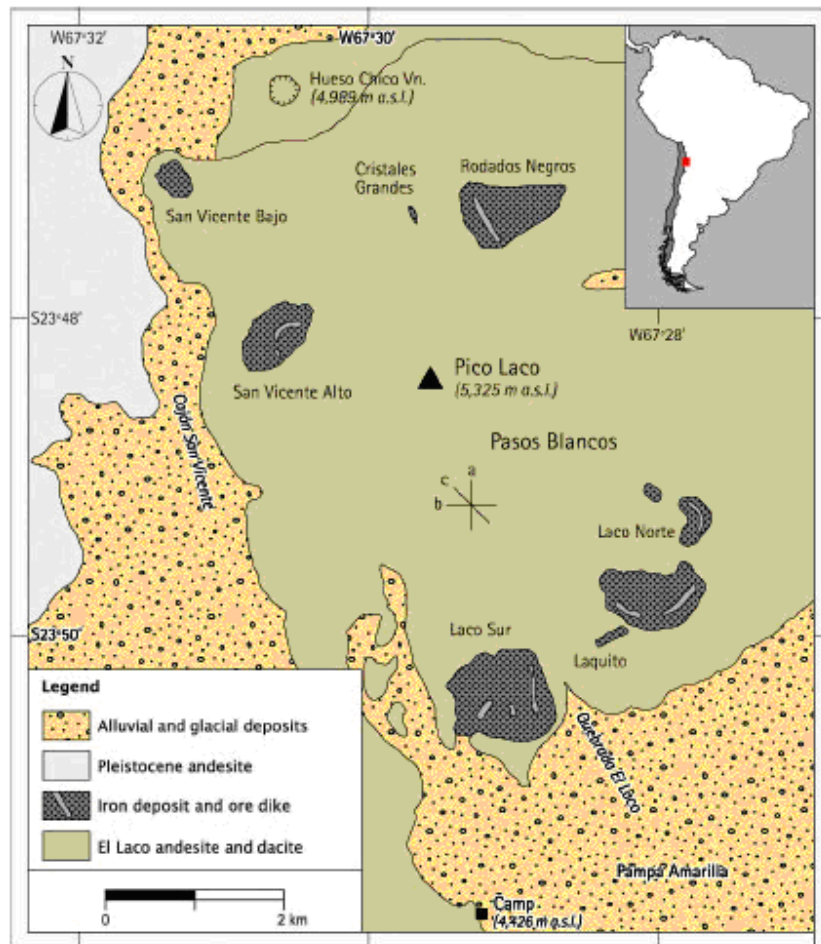 W67°32'
W67°30'
N
Hueso Chico Vn.
(4,989 m a.s.l.)
Cristales
Grandes
Rodados Negros
San Vicente Bajo
S23°48'
W67°28'
San Vicente Alto
Pico Laco
(5,325 m a.s.l.)
Cajón San Vicente
Pasos Blancos
a
c
b
Laco Norte
S23°50'
Laco Sur
Laquito
Quebrada El Laco
Legend
Alluvial and glacial deposits
Pleistocene andesite
Iron deposit and ore dike
El Laco andesite and dacite
Pampa Amarilla
0
2 km
Camp
(4,426 m a.s.l.)